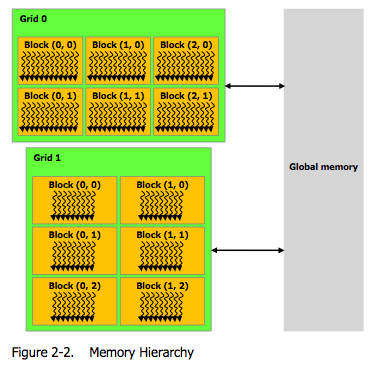 Grid 0
Block (0, 0) Block (1, 0) Block (2, 0)
Block (0, 1) Block (1, 1) Block (2, 1)
Grid 1
Block (0, 0) Block (1, 0)
Block (0, 1) Block (1, 1)
Block (0, 2) Block (1, 2)
Global memory
Figure 2-2. Memory Hierarchy